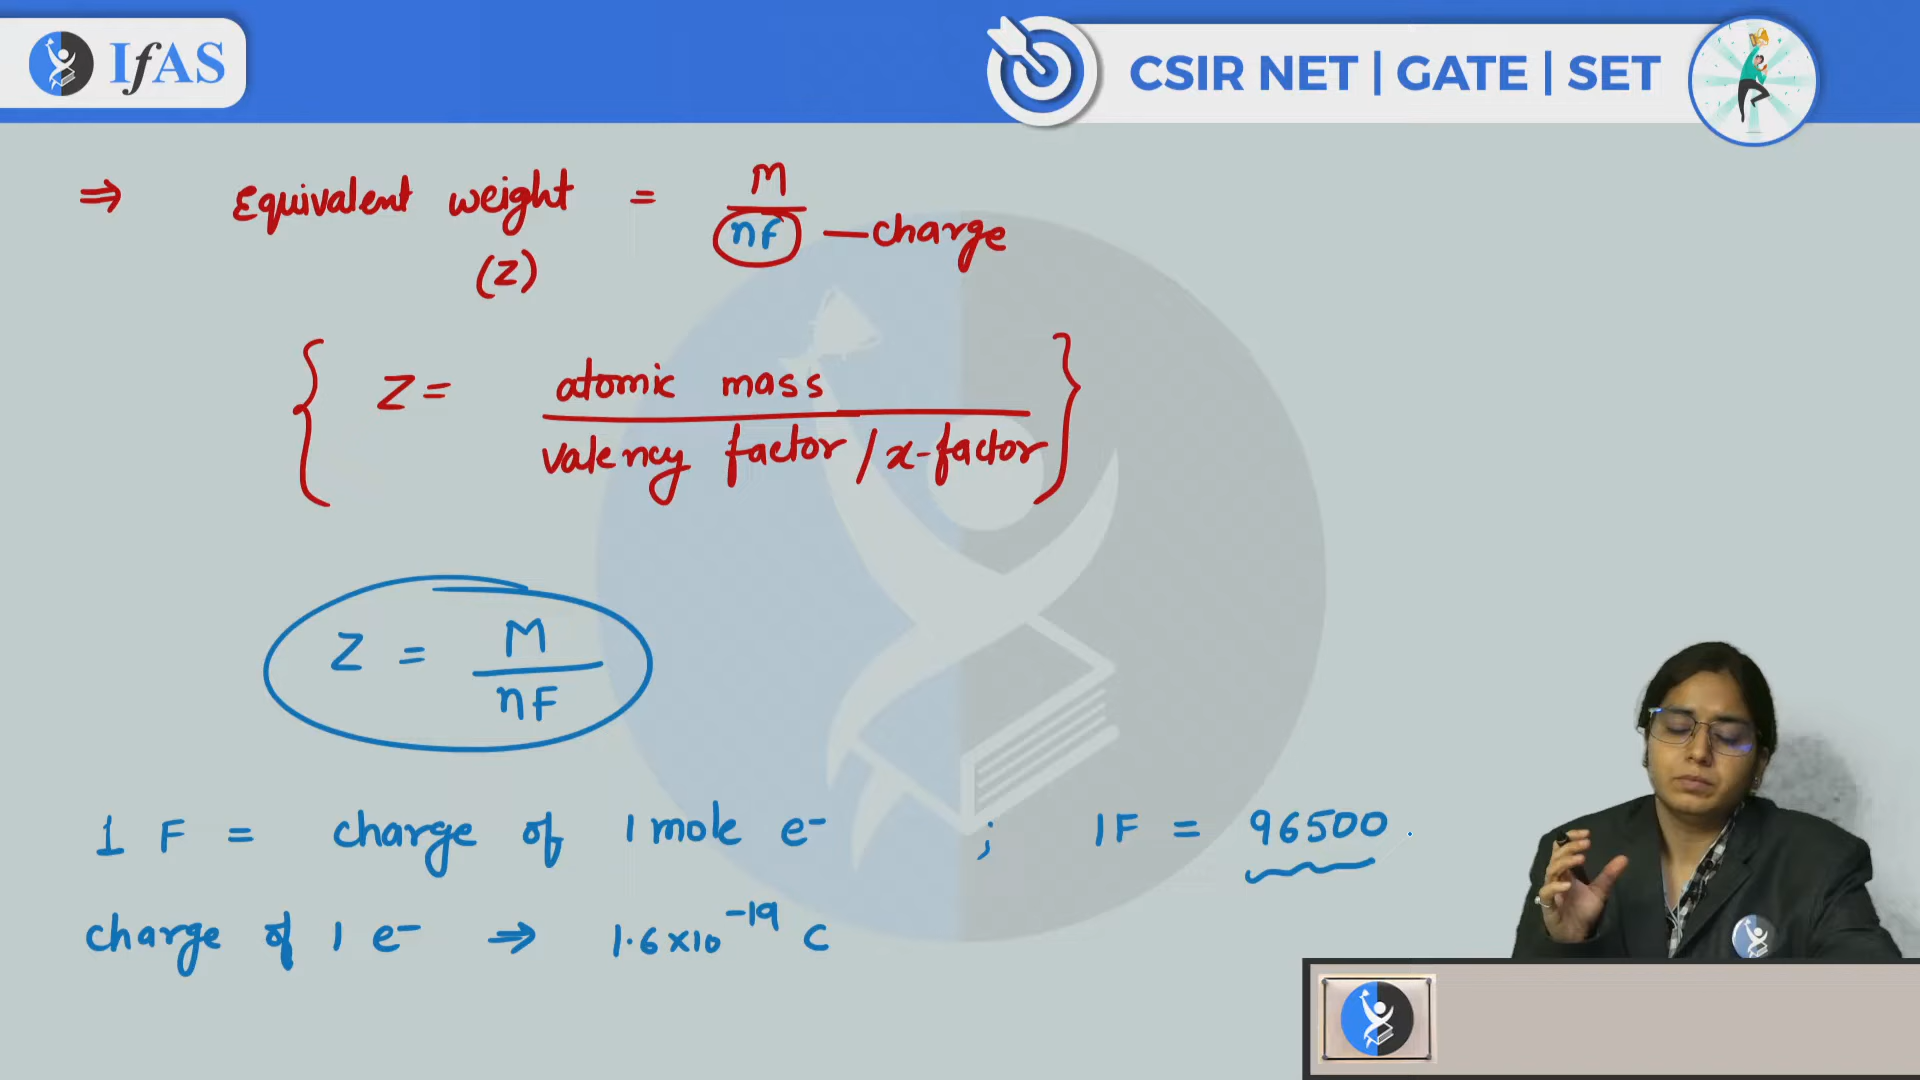 IfAS
CSIR NET | GATE | SET
⇒ Equivalent weight = M
nF — charge
(Z)
Z = atomic mass
valency factor / x-factor
Z = M
nF
1 F = charge of 1 mole e⁻ ; 1F = 96500
charge of 1 e⁻ ⇒ 1.6×10⁻¹⁹ C